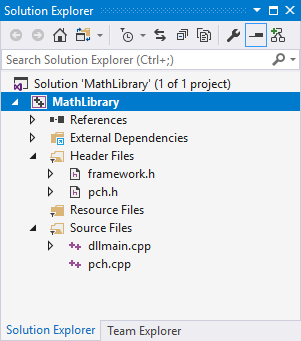 Solution Explorer
Search Solution Explorer (Ctrl+;)
Solution 'MathLibrary' (1 of 1 project)
MathLibrary
References
External Dependencies
Header Files
framework.h
pch.h
Resource Files
Source Files
dllmain.cpp
pch.cpp
Solution Explorer Team Explorer